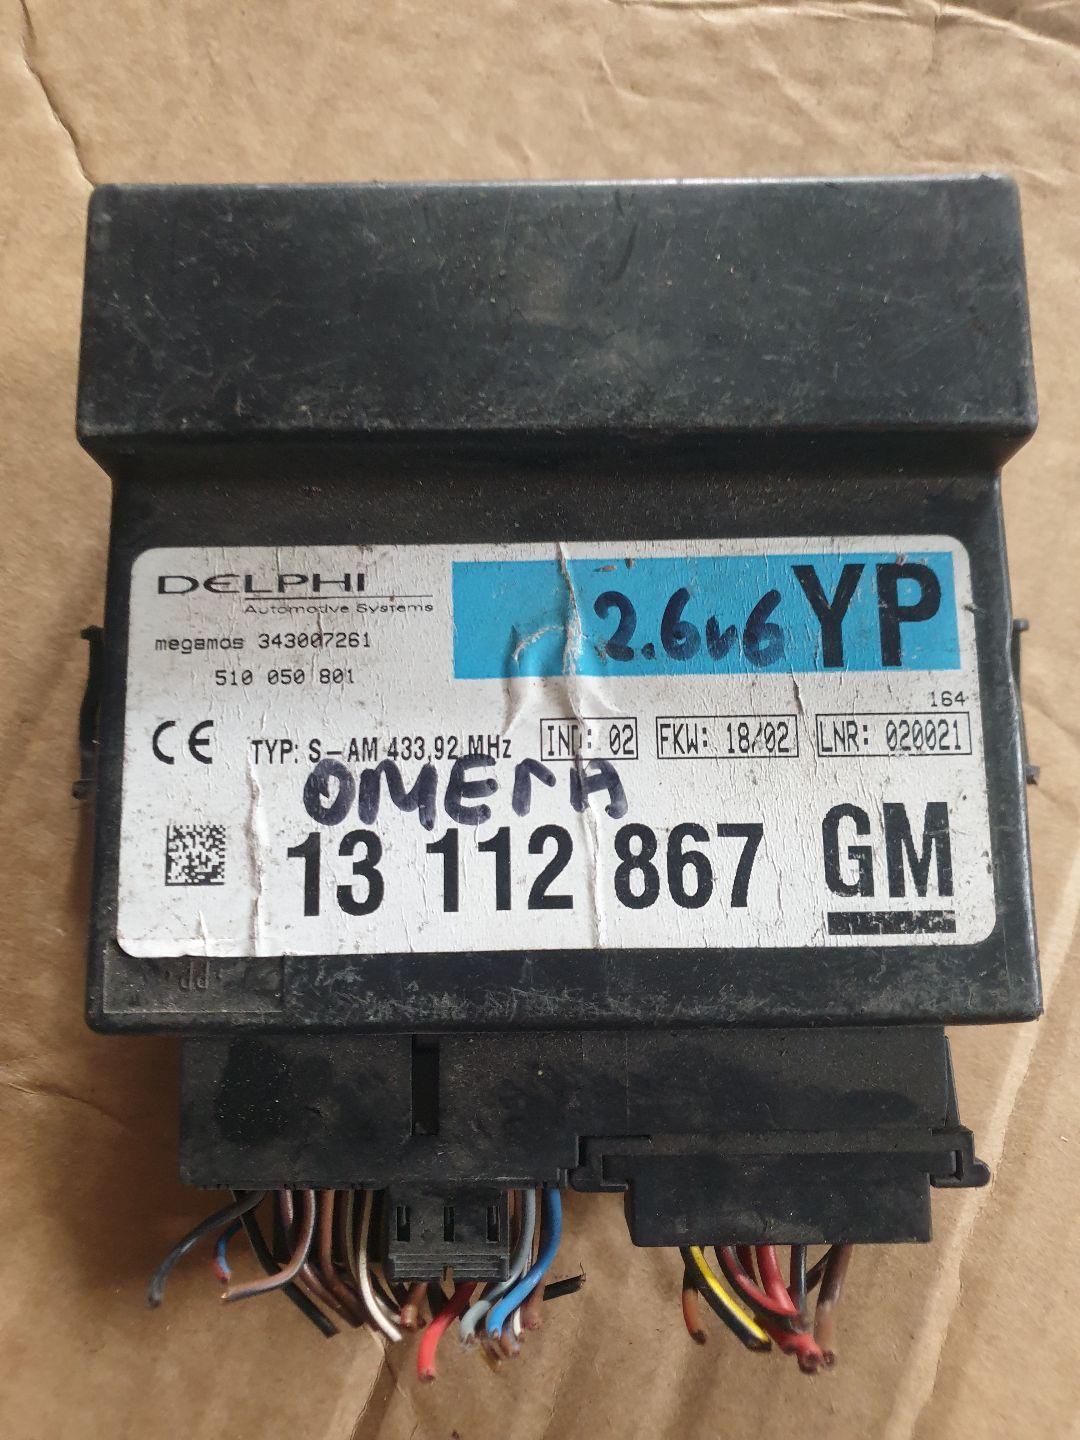 DELPHI
Automotive Systems
megamos 343007261
510 050 801
2.6v6 YP
164
CE TYP: S-AM 433,92 MHz IND: 02 FKW: 18/02 LNR: 020021
OMEGA
13 112 867 GM